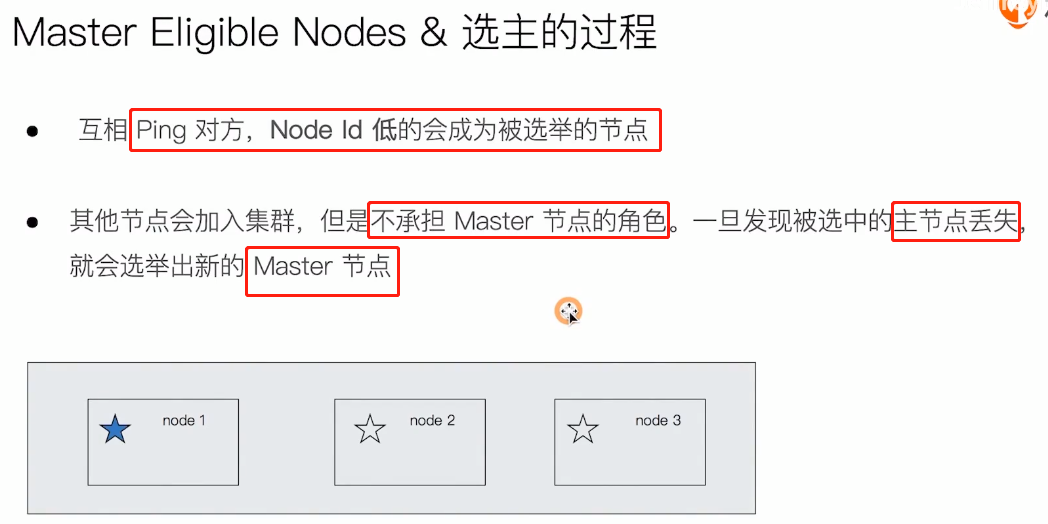 Master Eligible Nodes & 选主的过程
互相 Ping 对方，Node Id 低的会成为被选举的节点
其他节点会加入集群，但是不承担 Master 节点的角色。一旦发现被选中的主节点丢失，
就会选举出新的 Master 节点
node 1
node 2
node 3